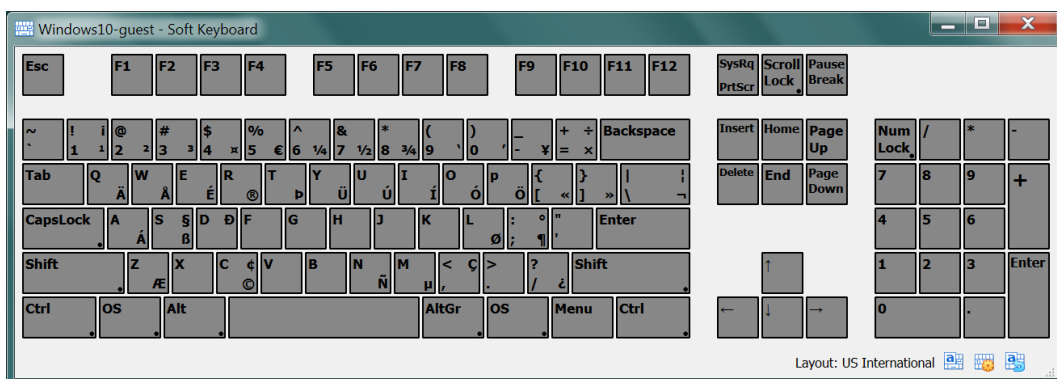 Windows10-guest - Soft Keyboard
Esc F1 F2 F3 F4 F5 F6 F7 F8 F9 F10 F11 F12 SysRq PrtScr Scroll Lock Pause Break
~ ` ! ¡ 1 ¹ @ 2 ² # 3 ³ $ 4 ¤ % 5 € ^ 6 ¼ & 7 ½ * 8 ¾ ( 9 ‘ ) 0 ’ _ - ¥ + ÷ = × Backspace Insert Home Page Up Num Lock / * -
Tab Q Ä W Å E É R ® T Þ Y Ü U Ú I Í O Ó p Ö { [ « } ] » | ¦ \ ¬ Delete End Page Down 7 8 9 +
CapsLock A Á S § ß D Ð F G H J K L Ø : ° ; ¶ " ' Enter 4 5 6
Shift Z Æ X C ¢ © V B N Ñ M µ < Ç , > . ? / ¿ Shift ↑ 1 2 3 Enter
Ctrl OS Alt AltGr OS Menu Ctrl ← ↓ → 0 .
Layout: US International